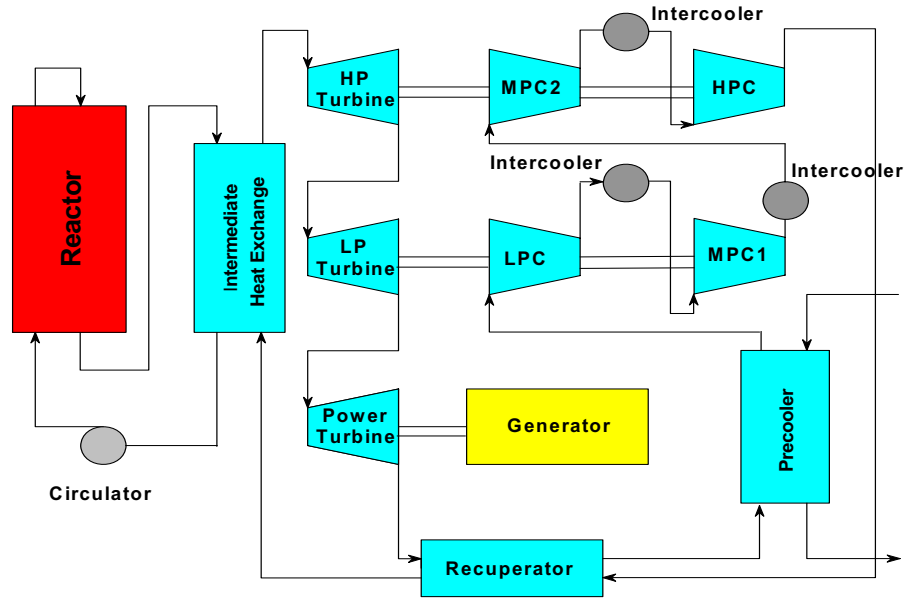 Intercooler
HP
Turbine
MPC2
HPC
Reactor
Intermediate
Heat Exchange
Intercooler
Intercooler
LP
Turbine
LPC
MPC1
Power
Turbine
Generator
Precooler
Circulator
Recuperator